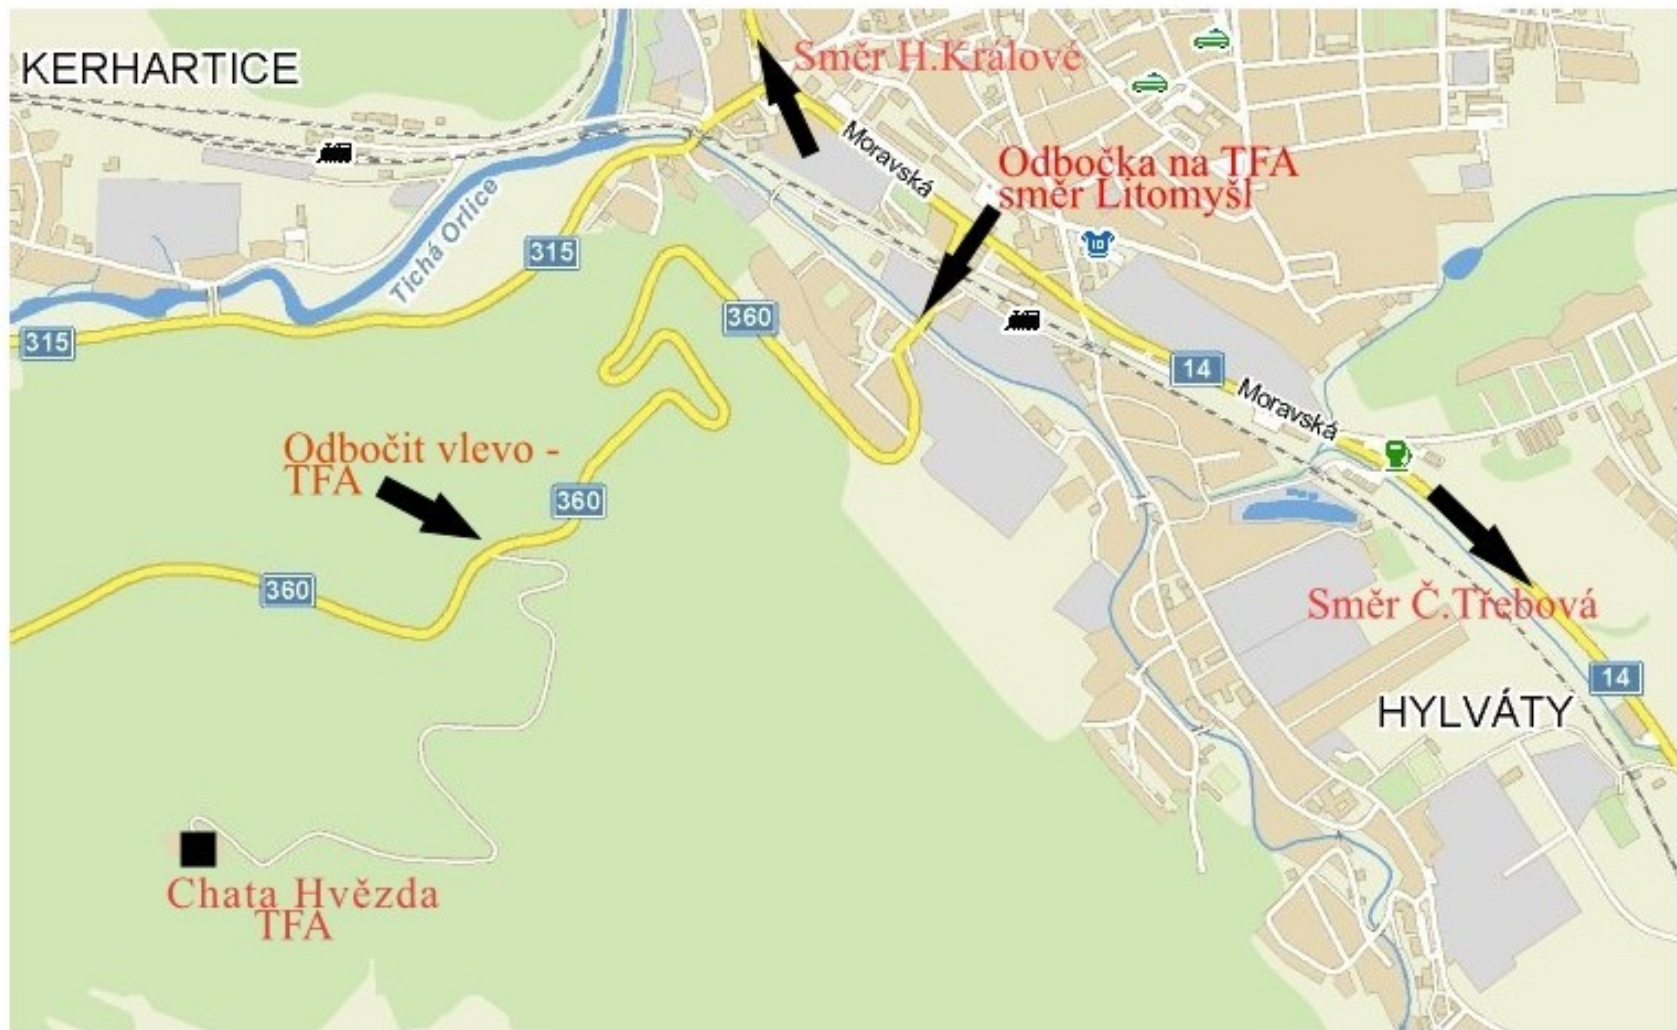 KERHARTICE
Směr H.Králové
Moravská
Odbočka na TFA
směr Litomyšl
10
Tichá Orlice
315
315
360
14
Moravská
Odbočit vlevo -
TFA
360
360
Směr Č.Třebová
14
HYLVÁTY
Chata Hvězda
TFA